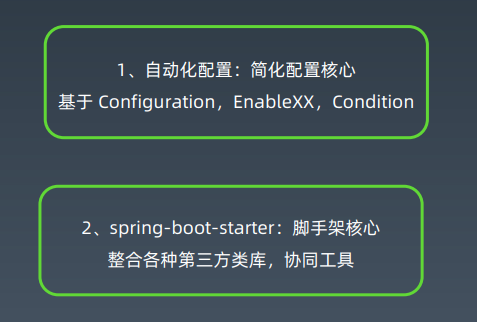 1、自动化配置：简化配置核心
基于 Configuration，EnableXX，Condition
2、spring-boot-starter：脚手架核心
整合各种第三方类库，协同工具